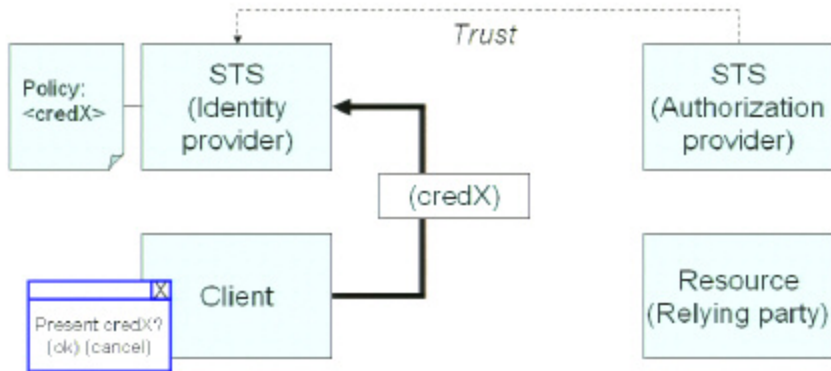 Trust
Policy:
<credX>
STS
(Identity
provider)
STS
(Authorization
provider)
(credX)
Client
X
Present credX?
(ok) (cancel)
Resource
(Relying party)